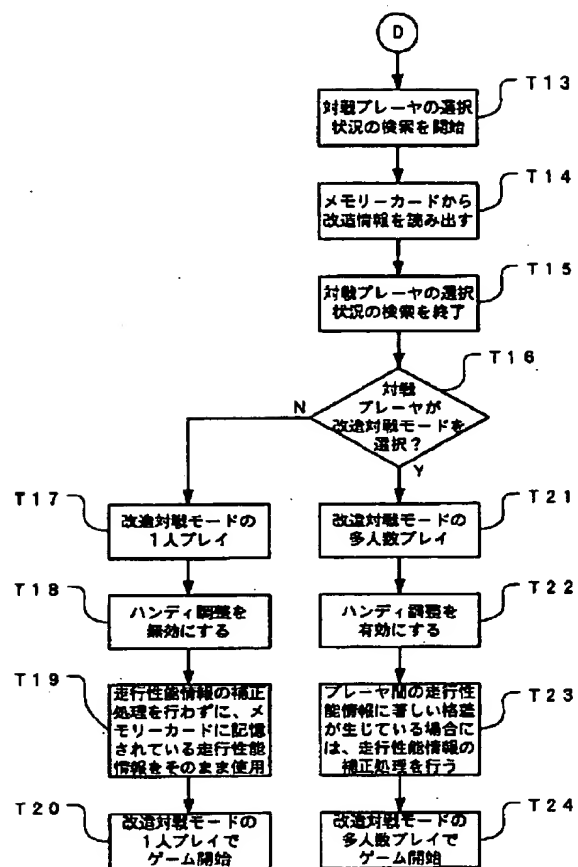 D
T13
対戦プレーヤの選択
状況の検索を開始
T14
メモリーカードから
改造情報を読み出す
T15
対戦プレーヤの選択
状況の検索を終了
T16
対戦
プレーヤが
改造対戦モードを
選択?
N
Y
T17
改造対戦モードの
1人プレイ
T21
改造対戦モードの
多人数プレイ
T18
ハンディ調整を
無効にする
T22
ハンディ調整を
有効にする
T19
走行性能情報の補正
処理を行わずに、メ
モリーカードに記憶
されている走行性能
情報をそのまま使用
T23
プレーヤ間の走行性
能情報に著しい格差
が生じている場合に
は、走行性能情報の
補正処理を行う
T20
改造対戦モードの
1人プレイで
ゲーム開始
T24
改造対戦モードの
多人数プレイで
ゲーム開始